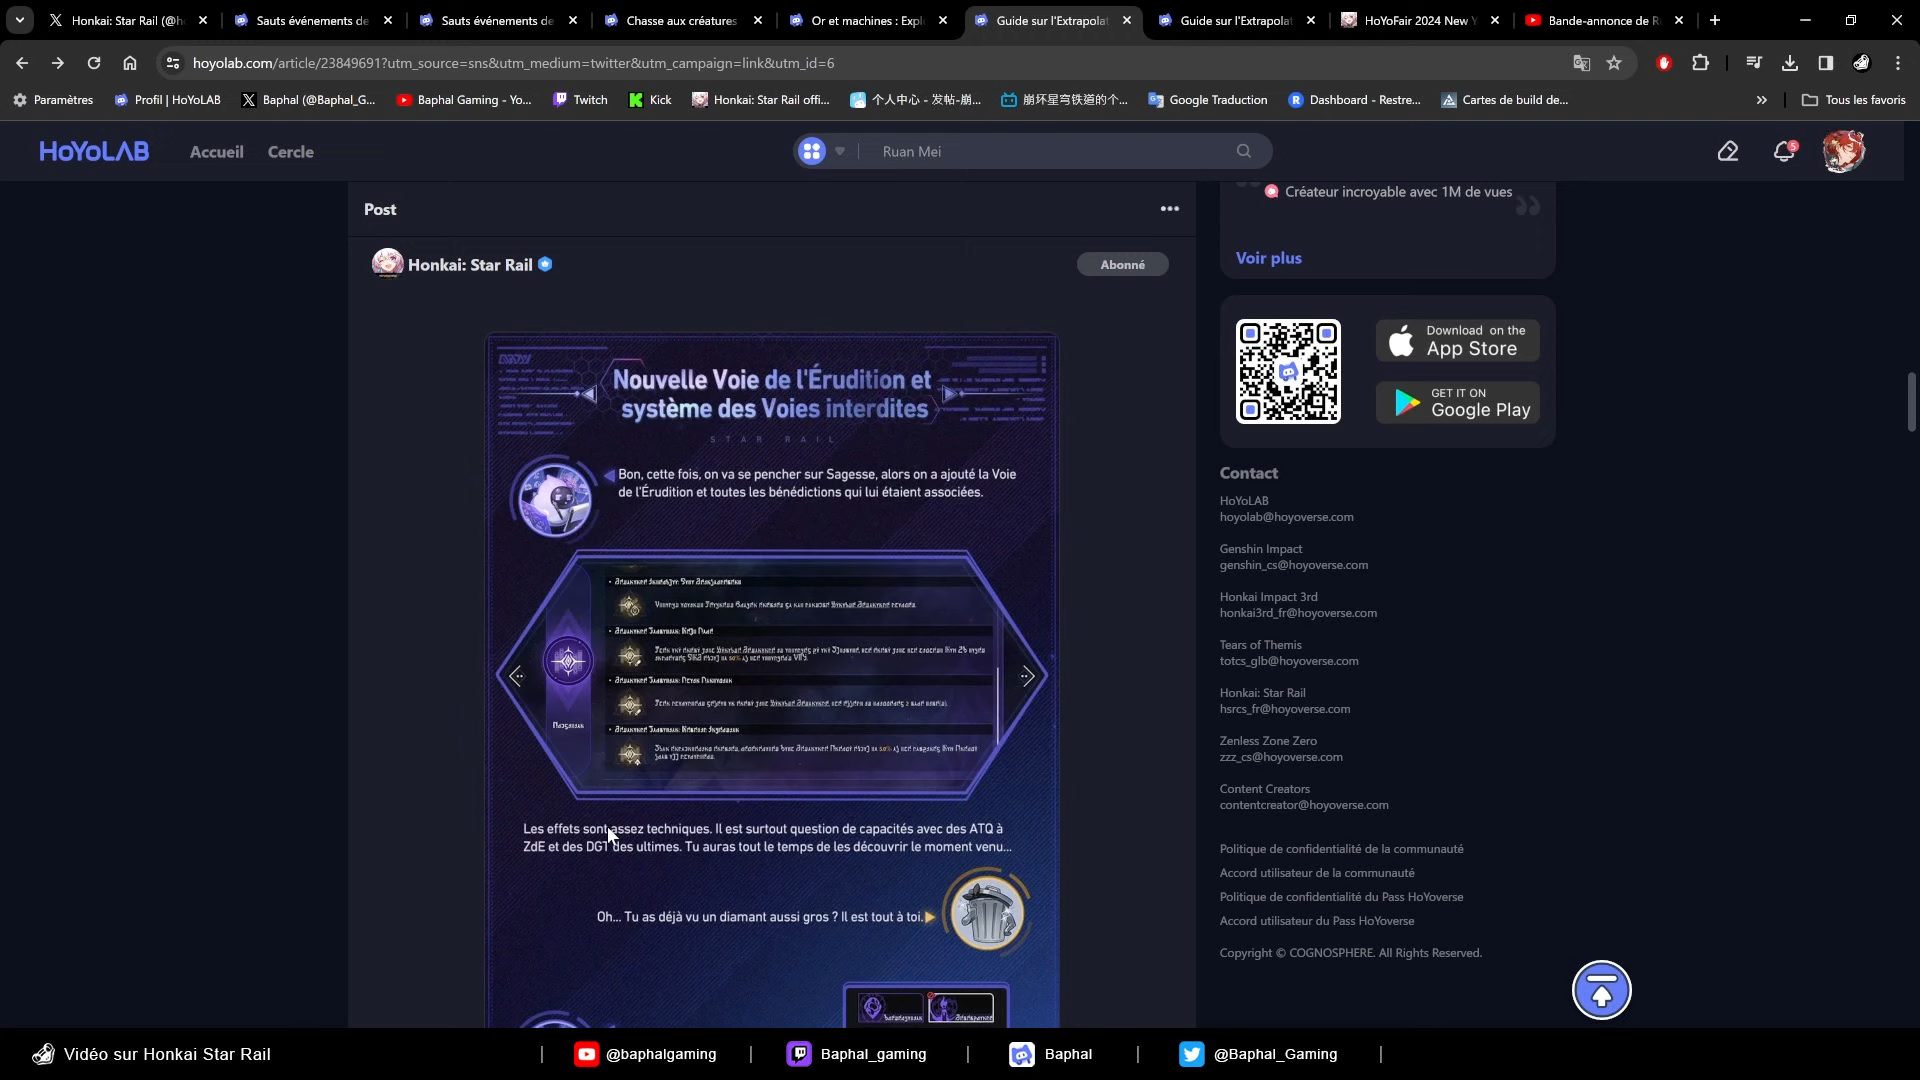 Honkai: Star Rail (@h
Sauts événements de
Sauts événements de
Chasse aux créatures
Or et machines : Expl
Guide sur l'Extrapolat
Guide sur l'Extrapolat
HoYoFair 2024 New Y
Bande-annonce de R
hoyolab.com/article/23849691?utm_source=sns&utm_medium=twitter&utm_campaign=link&utm_id=6
Paramètres
Profil | HoYoLAB
Baphal (@Baphal_G...
Baphal Gaming - Yo...
Twitch
Kick
Honkai: Star Rail offi...
个人中心 - 发帖-崩...
崩坏星穹铁道的个...
Google Traduction
Dashboard - Restre...
Cartes de build de...
Tous les favoris
HoYoLAB
Accueil
Cercle
Ruan Mei
5
Créateur incroyable avec 1M de vues
Voir plus
Post
Honkai: Star Rail
Abonné
Nouvelle Voie de l'Érudition et
système des Voies interdites
STAR RAIL
Bon, cette fois, on va se pencher sur Sagesse, alors on a ajouté la Voie
de l'Érudition et toutes les bénédictions qui lui étaient associées.
Les effets sont assez techniques. Il est surtout question de capacités avec des ATQ à
ZdE et des DGT des ultimes. Tu auras tout le temps de les découvrir le moment venu...
Oh... Tu as déjà vu un diamant aussi gros ? Il est tout à toi.
Download on the
App Store
GET IT ON
Google Play
Contact
HoYoLAB
hoyolab@hoyoverse.com
Genshin Impact
genshin_cs@hoyoverse.com
Honkai Impact 3rd
honkai3rd_fr@hoyoverse.com
Tears of Themis
totcs_glb@hoyoverse.com
Honkai: Star Rail
hsrcs_fr@hoyoverse.com
Zenless Zone Zero
zzz_cs@hoyoverse.com
Content Creators
contentcreator@hoyoverse.com
Politique de confidentialité de la communauté
Accord utilisateur de la communauté
Politique de confidentialité du Pass HoYoverse
Accord utilisateur du Pass HoYoverse
Copyright © COGNOSPHERE. All Rights Reserved.
Vidéo sur Honkai Star Rail
@baphalgaming
Baphal_gaming
Baphal
@Baphal_Gaming